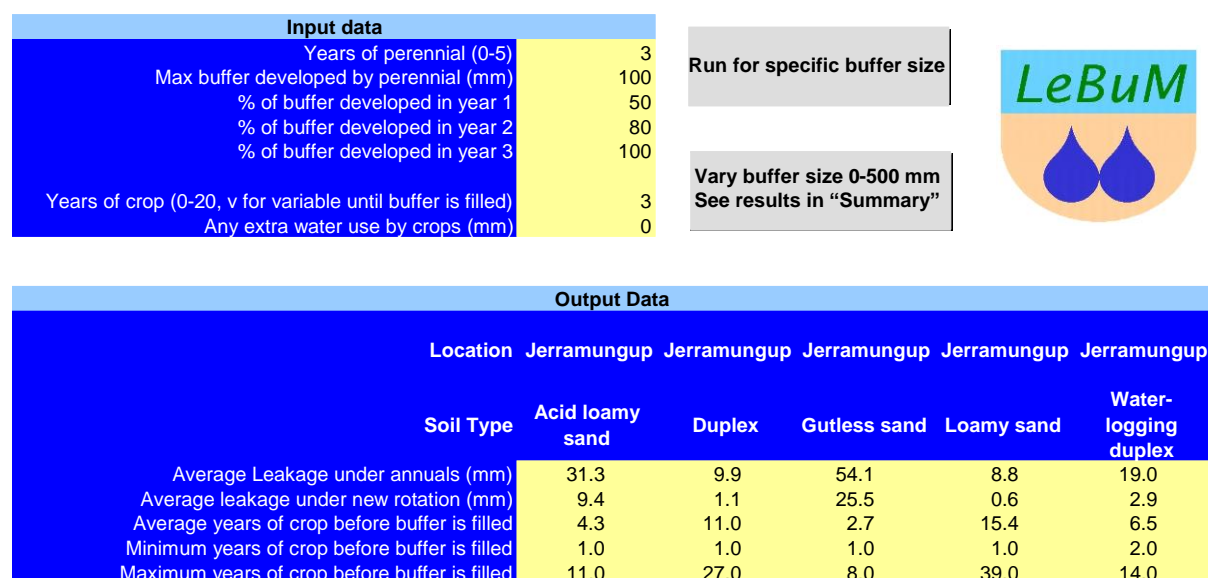 Input data
Years of perennial (0-5) 3
Max buffer developed by perennial (mm) 100
% of buffer developed in year 1 50
% of buffer developed in year 2 80
% of buffer developed in year 3 100
Years of crop (0-20, v for variable until buffer is filled) 3
Any extra water use by crops (mm) 0
Run for specific buffer size
Vary buffer size 0-500 mm
See results in “Summary”
LeBuM
Output Data
Location Jerramungup Jerramungup Jerramungup Jerramungup Jerramungup
Soil Type Acid loamy sand Duplex Gutless sand Loamy sand Water-logging duplex
Average Leakage under annuals (mm) 31.3 9.9 54.1 8.8 19.0
Average leakage under new rotation (mm) 9.4 1.1 25.5 0.6 2.9
Average years of crop before buffer is filled 4.3 11.0 2.7 15.4 6.5
Minimum years of crop before buffer is filled 1.0 1.0 1.0 1.0 2.0
Maximum years of crop before buffer is filled 11.0 27.0 8.0 39.0 14.0